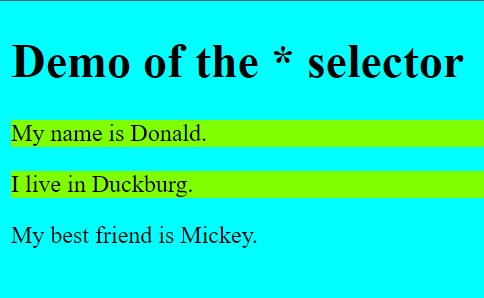 Demo of the * selector
My name is Donald.
I live in Duckburg.
My best friend is Mickey.